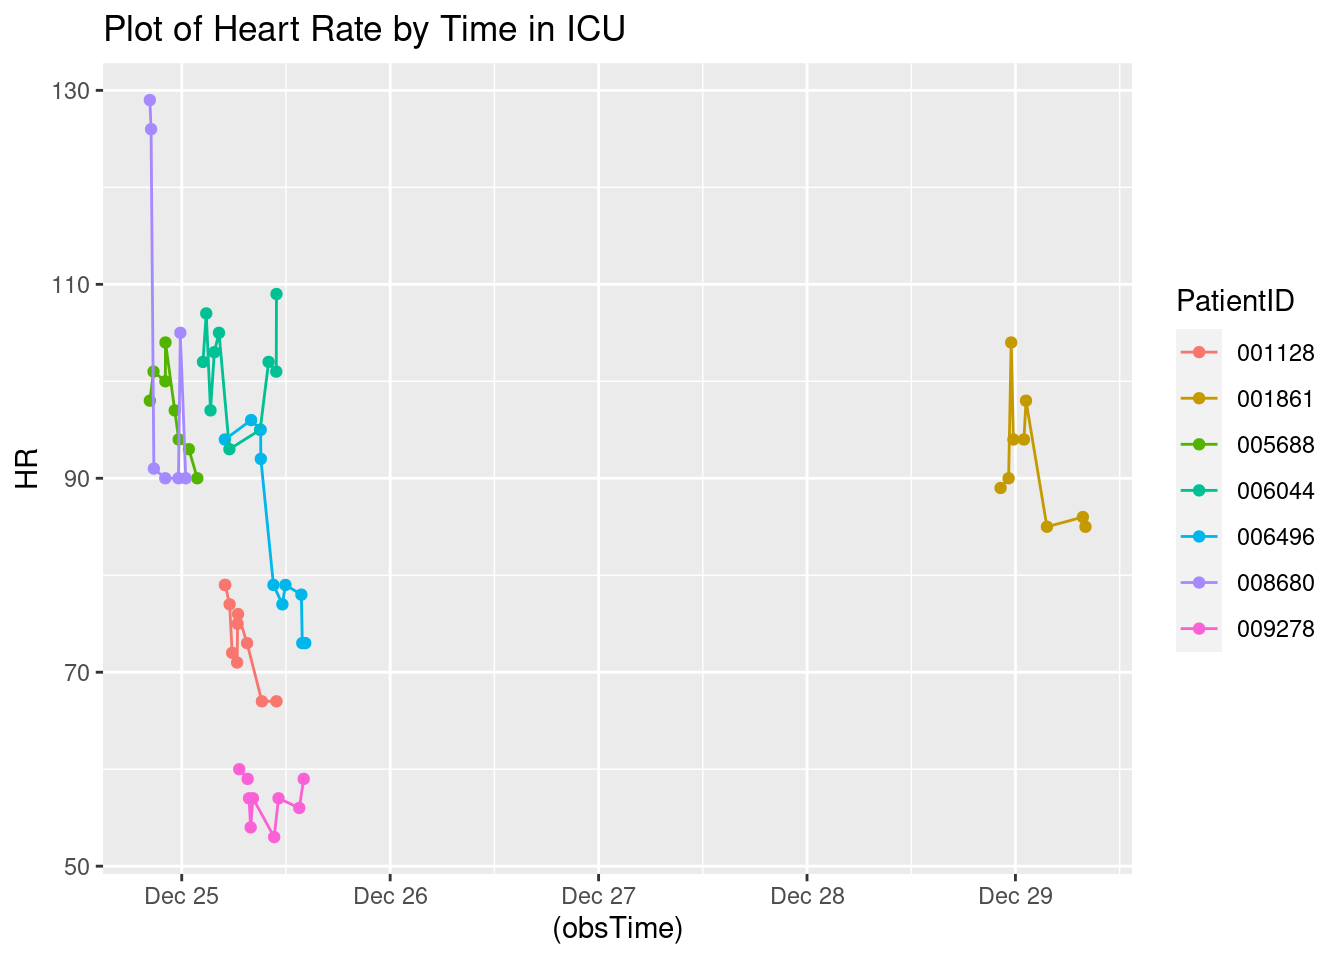 Plot of Heart Rate by Time in ICU
130
110
90
70
50
HR
Dec 25 Dec 26 Dec 27 Dec 28 Dec 29
(obsTime)
PatientID
001128
001861
005688
006044
006496
008680
009278